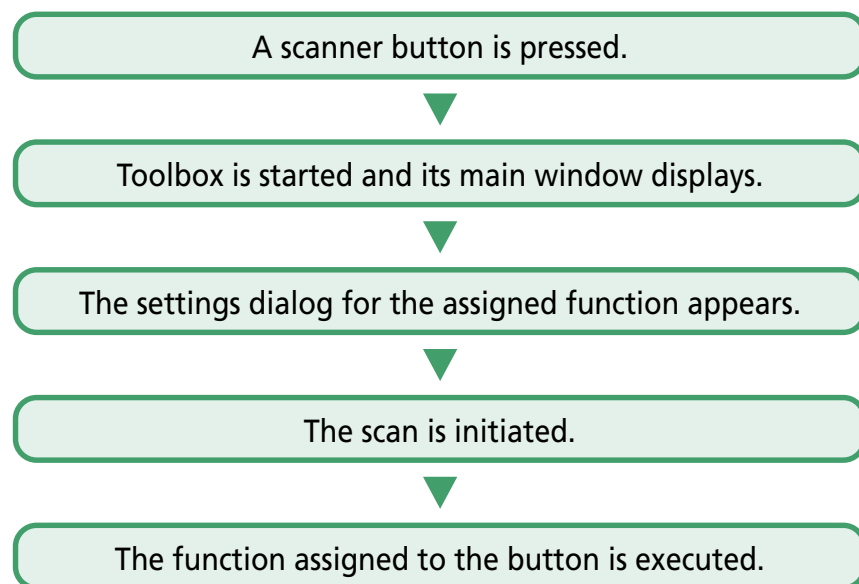 A scanner button is pressed.
Toolbox is started and its main window displays.
The settings dialog for the assigned function appears.
The scan is initiated.
The function assigned to the button is executed.